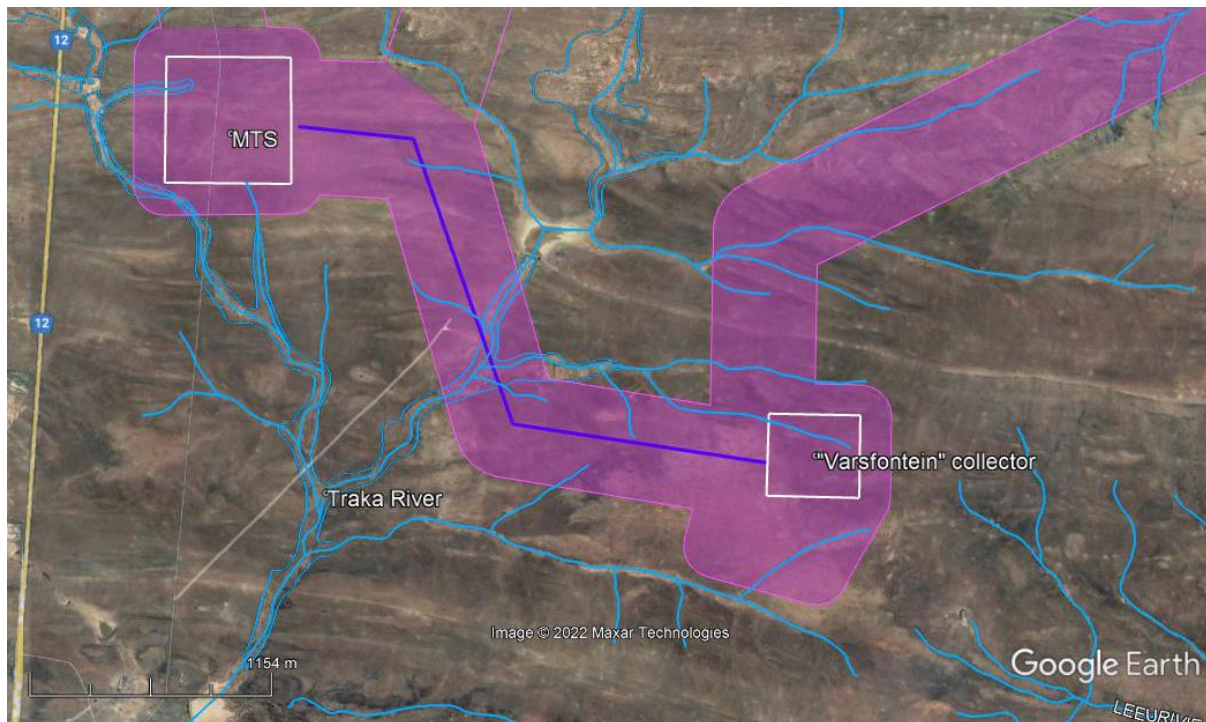 12
˚MTS
12
˚"Varsfontein" collector
˚Traka River
Image © 2022 Maxar Technologies
1154 m
Google Earth
LEEURIVIE